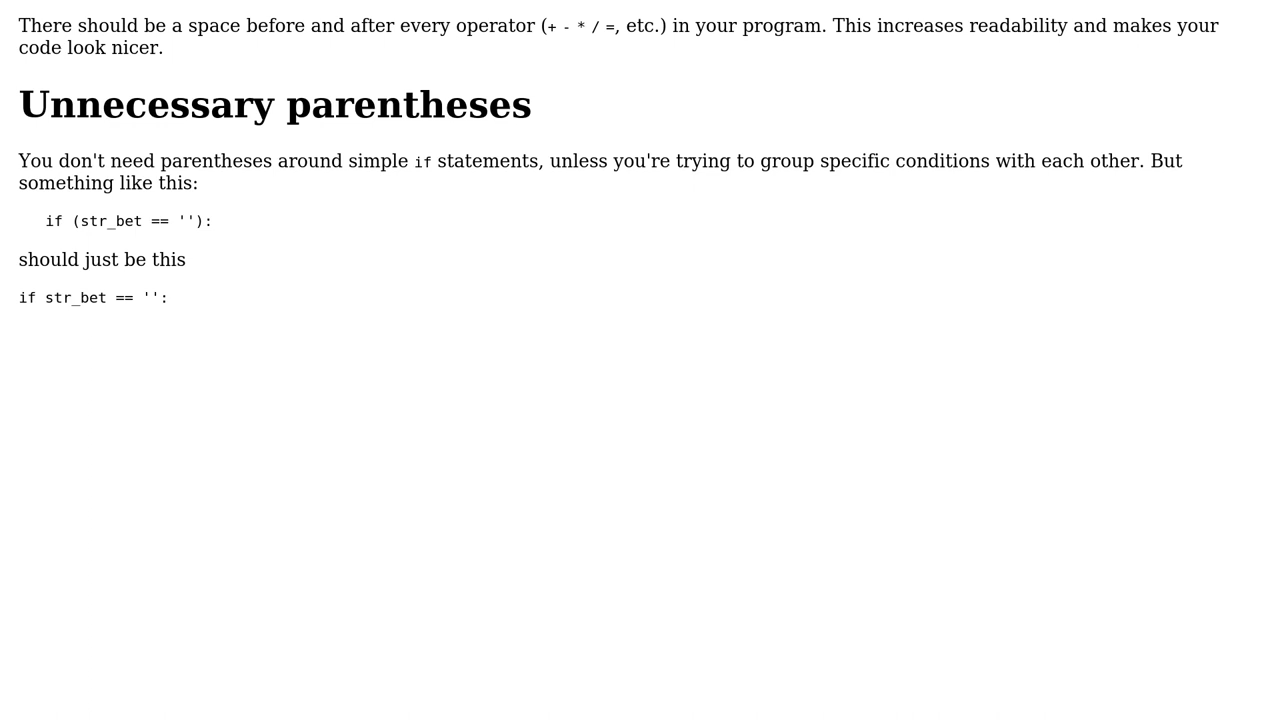 There should be a space before and after every operator (+ - * / =, etc.) in your program. This increases readability and makes your
code look nicer.
Unnecessary parentheses
You don't need parentheses around simple if statements, unless you're trying to group specific conditions with each other. But
something like this:
if (str_bet == ''):
should just be this
if str_bet == '':